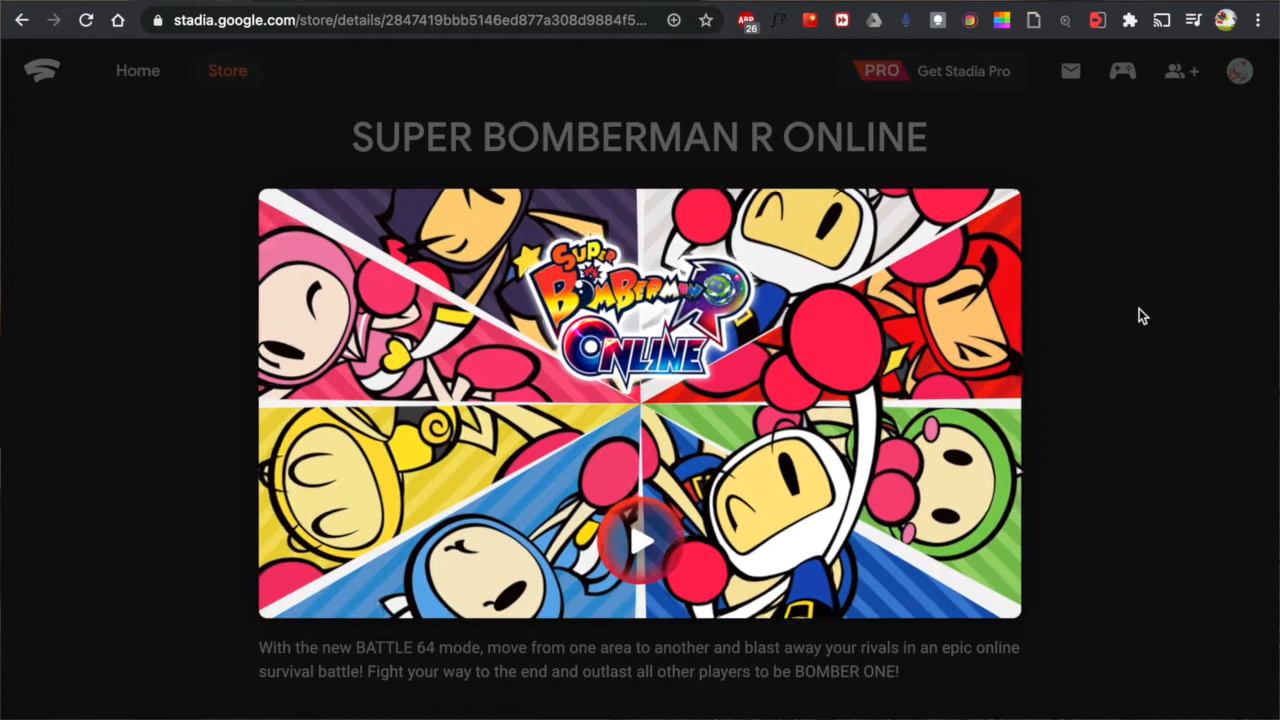 stadia.google.com/store/details/2847419bbb5146ed877a308d9884f5...
ABP
26
f?
Home
Store
PRO Get Stadia Pro
SUPER BOMBERMAN R ONLINE
SUPER
BOMBERMAN R
ONLINE
With the new BATTLE 64 mode, move from one area to another and blast away your rivals in an epic online
survival battle! Fight your way to the end and outlast all other players to be BOMBER ONE!